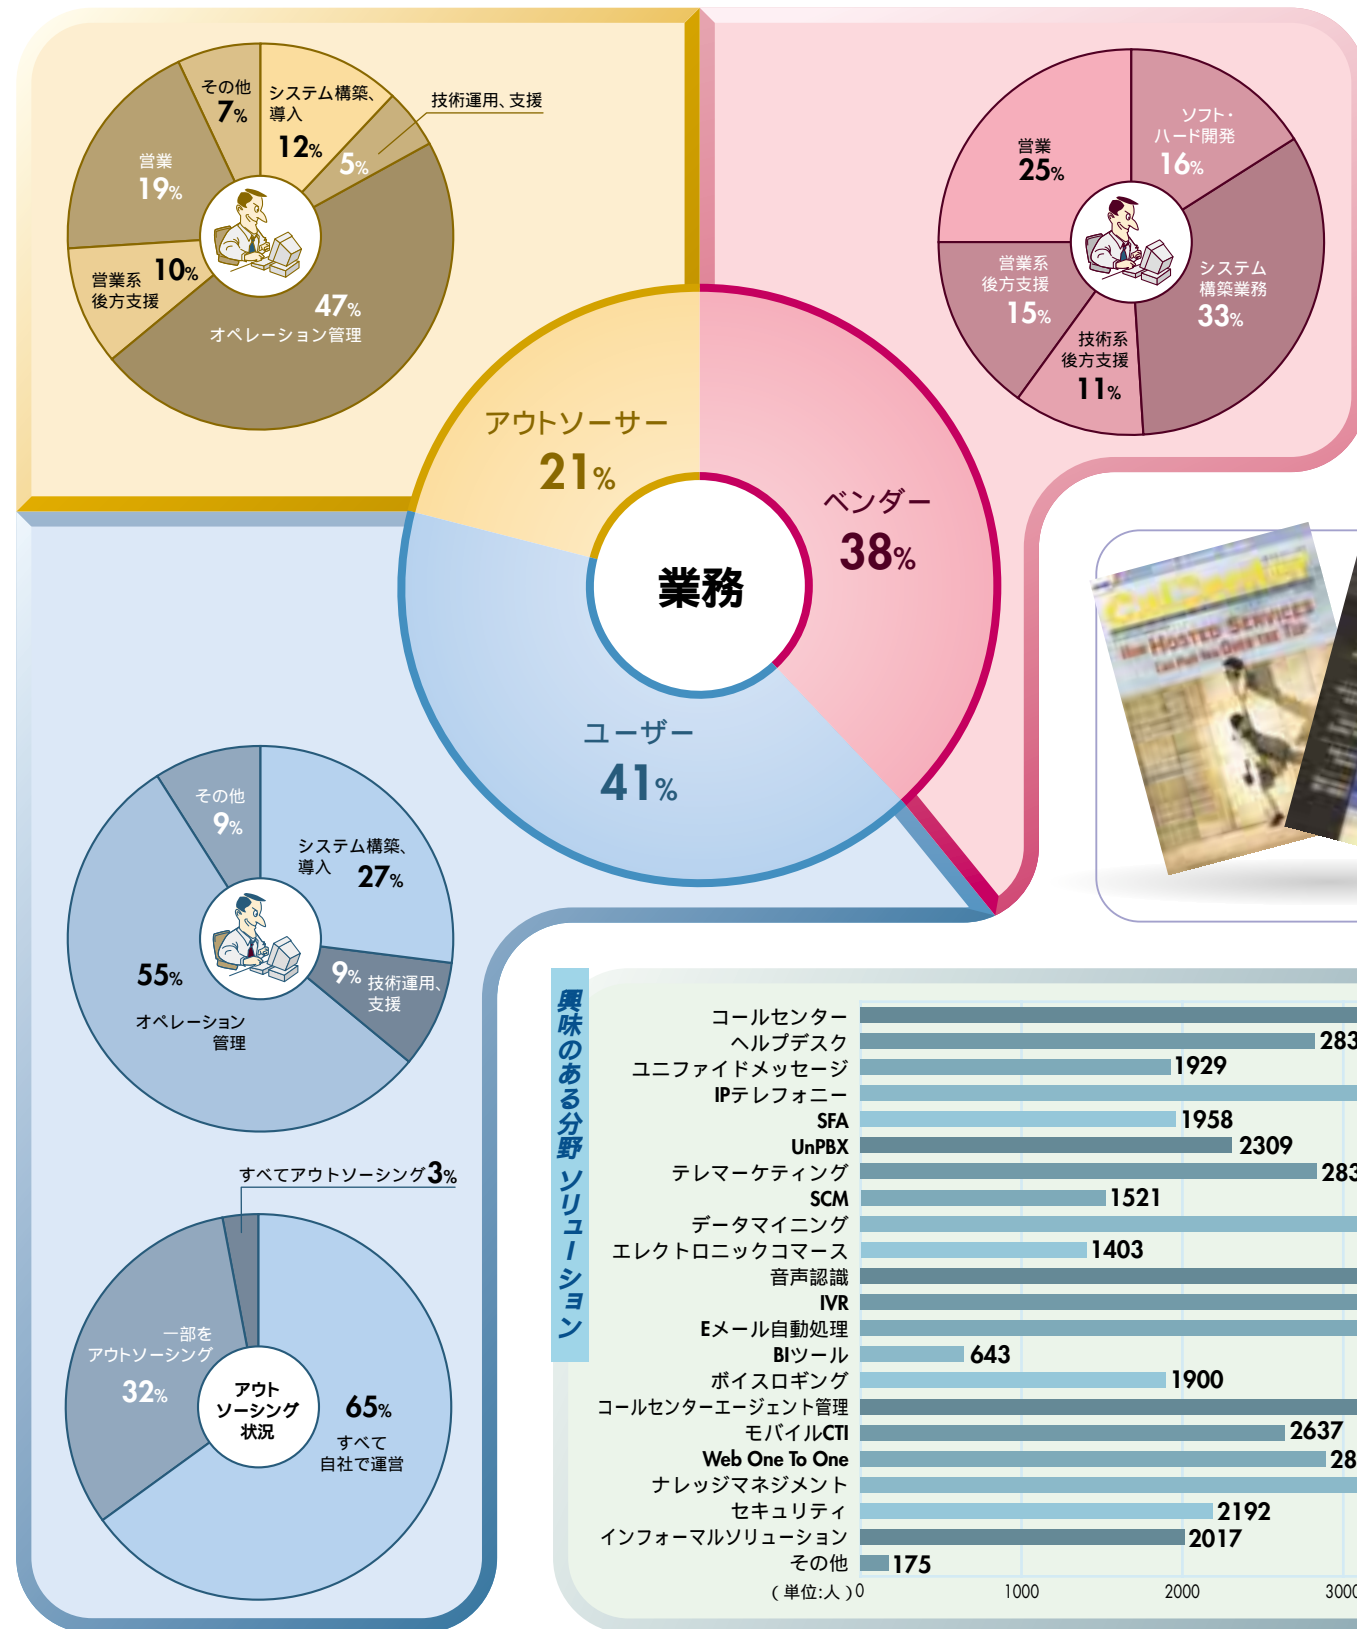 その他
7%
システム構築、
導入
12%
技術運用、支援
5%
営業
19%
営業系
後方支援
10%
47%
オペレーション管理
営業
25%
ソフト・
ハード開発
16%
営業系
後方支援
15%
システム
構築業務
33%
技術系
後方支援
11%
アウトソーサー
21%
ベンダー
38%
業務
ユーザー
41%
HOSTED SERVICES
その他
9%
システム構築、
導入 27%
55%
オペレーション
管理
9% 技術運用、
支援
すべてアウトソーシング3%
一部を
アウトソーシング
32%
アウト
ソーシング
状況
65%
すべて
自社で運営
興味のある分野 ソリューション
コールセンター
ヘルプデスク 283
ユニファイドメッセージ 1929
IPテレフォニー
SFA 1958
UnPBX 2309
テレマーケティング 283
SCM 1521
データマイニング
エレクトロニックコマース 1403
音声認識
IVR
Eメール自動処理
BIツール 643
ボイスロギング 1900
コールセンターエージェント管理
モバイルCTI 2637
Web One To One 28
ナレッジマネジメント
セキュリティ 2192
インフォーマルソリューション 2017
その他 175
(単位:人) 0 1000 2000 3000